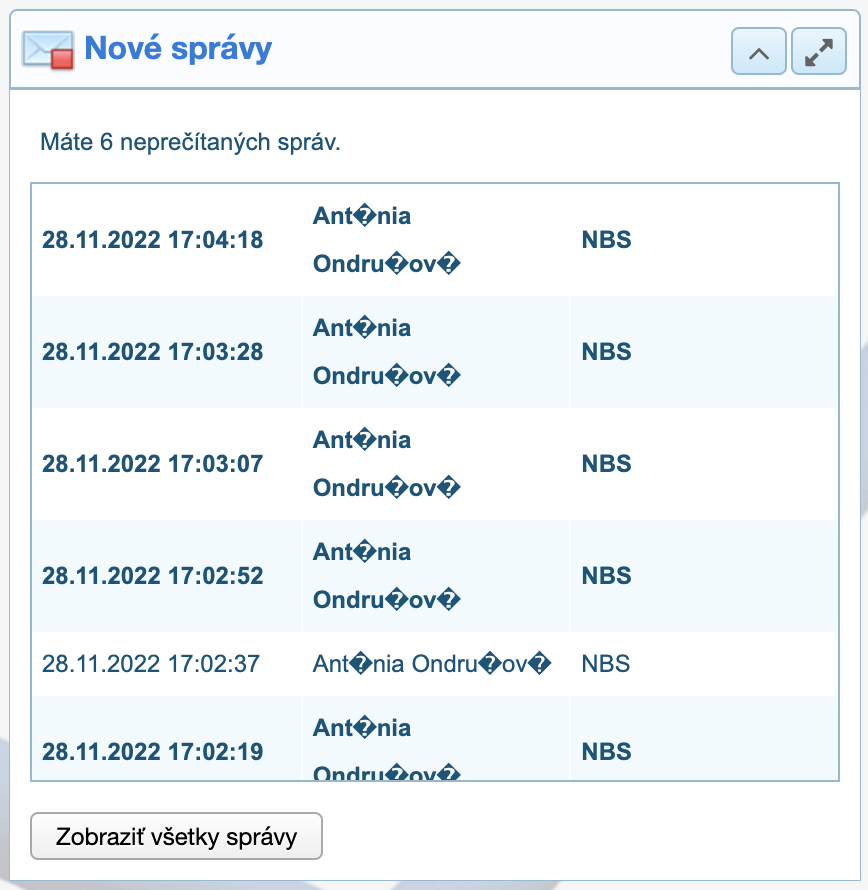 Nové správy
Máte 6 neprečítaných správ.
28.11.2022 17:04:18
Ant�nia
Ondru�ov�
NBS
28.11.2022 17:03:28
Ant�nia
Ondru�ov�
NBS
28.11.2022 17:03:07
Ant�nia
Ondru�ov�
NBS
28.11.2022 17:02:52
Ant�nia
Ondru�ov�
NBS
28.11.2022 17:02:37
Ant�nia Ondru�ov�
NBS
28.11.2022 17:02:19
Ant�nia
Ondru�ov�
NBS
Zobraziť všetky správy